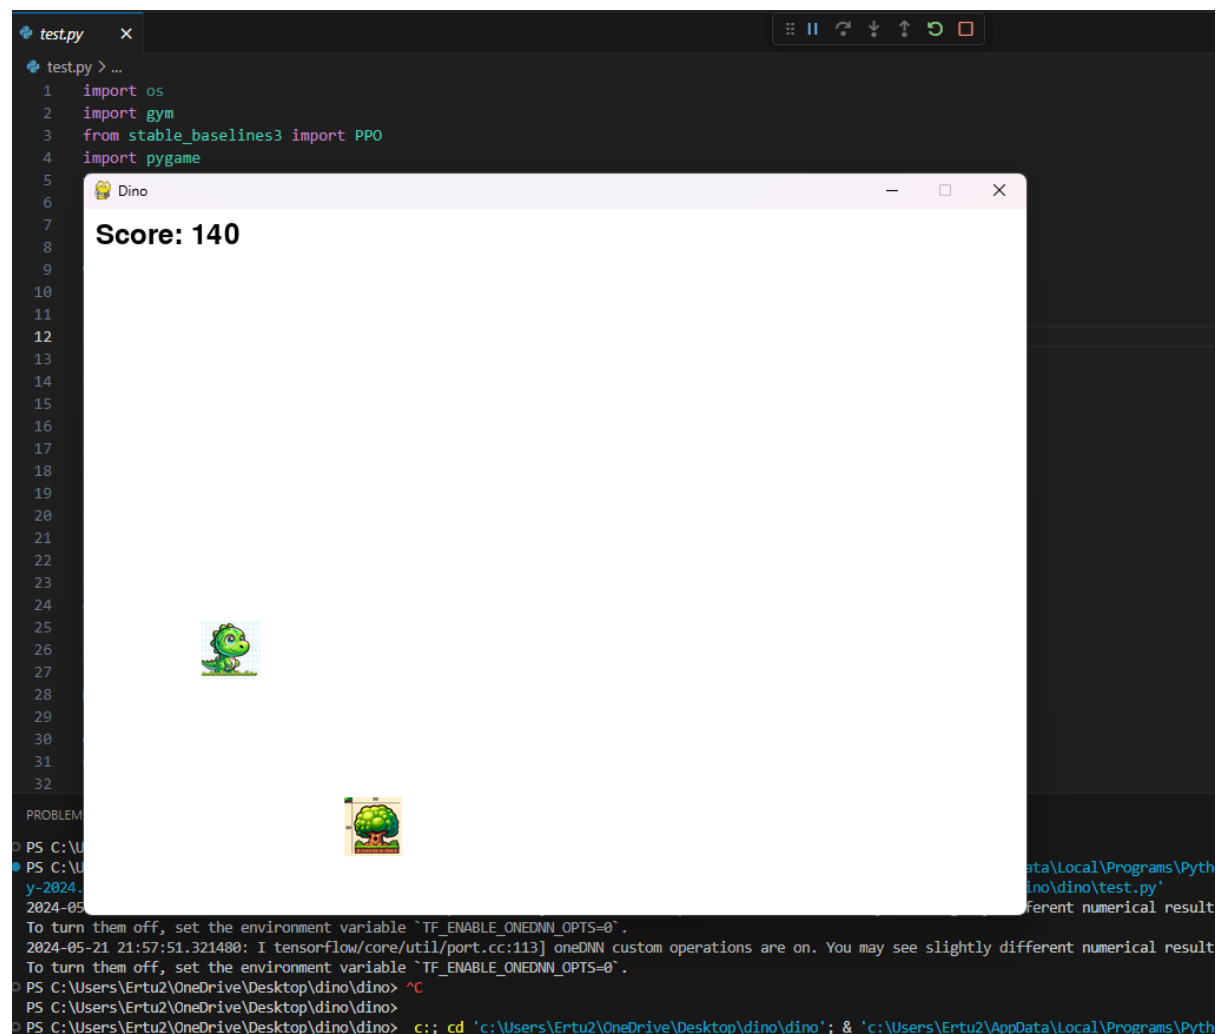 test.py
test.py > ...
1 import os
2 import gym
3 from stable_baselines3 import PPO
4 import pygame
5
6
7
8
9
10
11
12
13
14
15
16
17
18
19
20
21
22
23
24
25
26
27
28
29
30
31
32
Dino
Score: 140
50
50
PROBLEM
PS C:\U
PS C:\U ata\Local\Programs\Pyth
y-2024. ino\dino\test.py'
2024-05 ferent numerical result
To turn them off, set the environment variable `TF_ENABLE_ONEDNN_OPTS=0`.
2024-05-21 21:57:51.321480: I tensorflow/core/util/port.cc:113] oneDNN custom operations are on. You may see slightly different numerical result
To turn them off, set the environment variable `TF_ENABLE_ONEDNN_OPTS=0`.
PS C:\Users\Ertu2\OneDrive\Desktop\dino\dino> ^C
PS C:\Users\Ertu2\OneDrive\Desktop\dino\dino>
PS C:\Users\Ertu2\OneDrive\Desktop\dino\dino> c:; cd 'c:\Users\Ertu2\OneDrive\Desktop\dino\dino'; & 'c:\Users\Ertu2\AppData\Local\Programs\Pyth